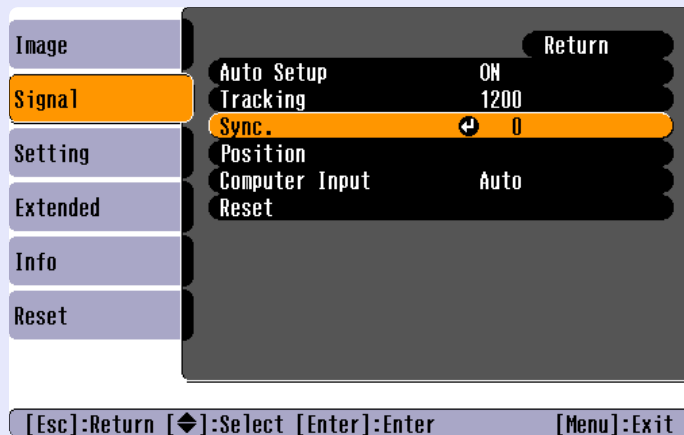 Image
Signal
Setting
Extended
Info
Reset
Return
Auto Setup ON
Tracking 1200
Sync. 0
Position
Computer Input Auto
Reset
[Esc]:Return [◆]:Select [Enter]:Enter [Menu]:Exit